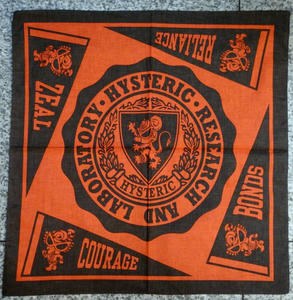 RELIANCE
ZEAL
HYSTERIC · RESEARCH AND LABORATORY ·
HYSTERIC
BONDS
COURAGE